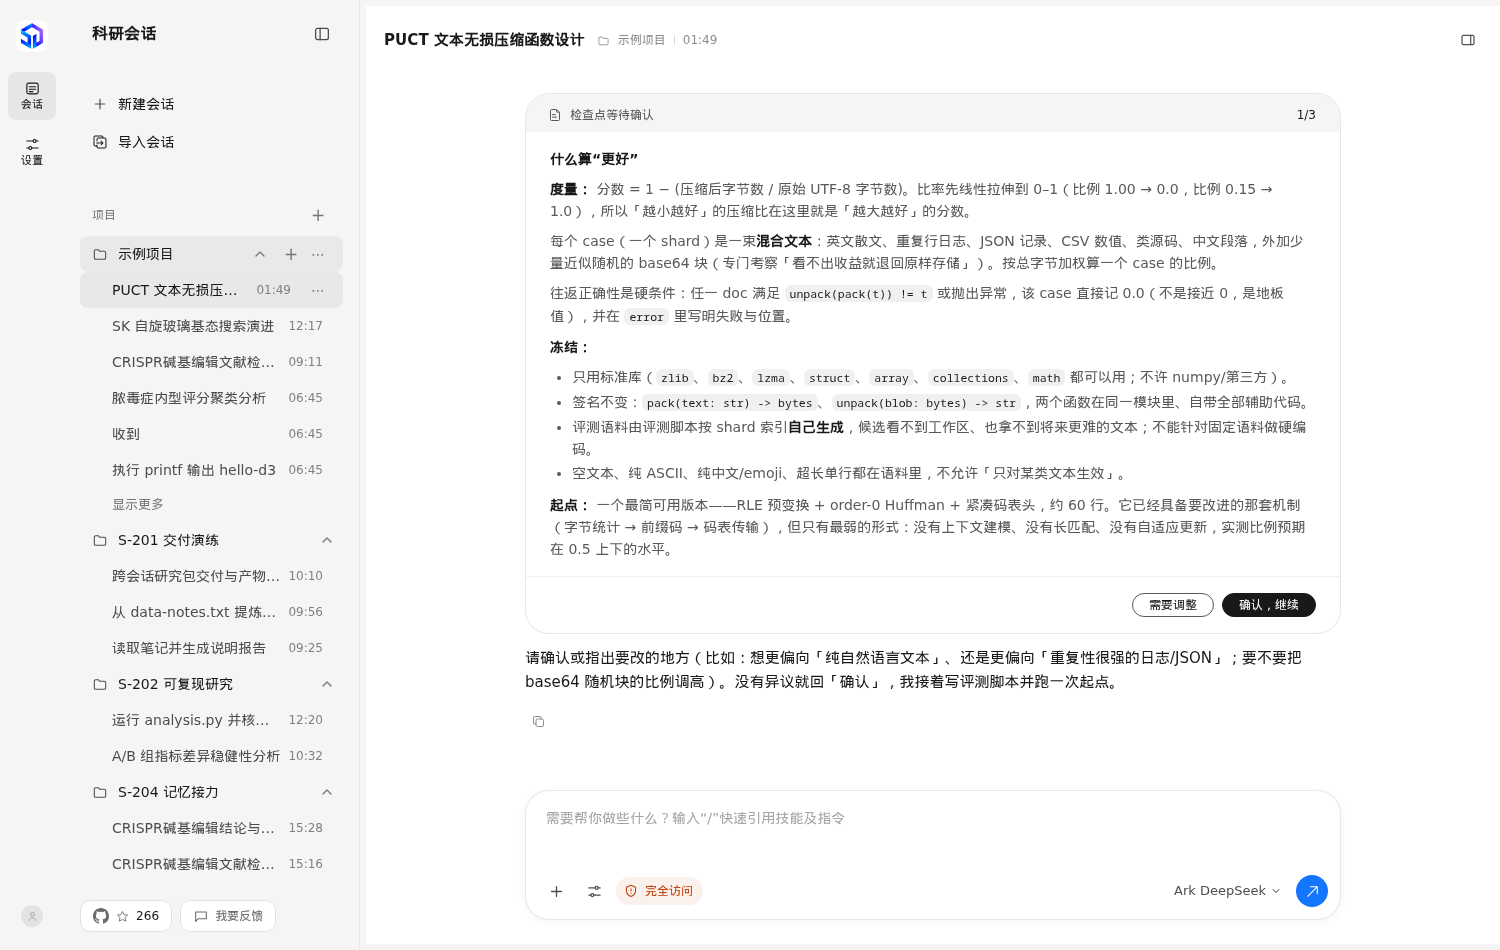 科研会话
会话
设置
新建会话
导入会话
项目
示例项目
PUCT 文本无损压… 01:49
SK 自旋玻璃基态搜索演进 12:17
CRISPR碱基编辑文献检… 09:11
脓毒症内型评分聚类分析 06:45
收到 06:45
执行 printf 输出 hello-d3 06:45
显示更多
S-201 交付演练
跨会话研究包交付与产物… 10:10
从 data-notes.txt 提炼… 09:56
读取笔记并生成说明报告 09:25
S-202 可复现研究
运行 analysis.py 并核… 12:20
A/B 组指标差异稳健性分析 10:32
S-204 记忆接力
CRISPR碱基编辑结论与… 15:28
CRISPR碱基编辑文献检… 15:16
266
我要反馈
PUCT 文本无损压缩函数设计 示例项目 01:49
检查点等待确认 1/3
什么算“更好”
度量： 分数 = 1 − (压缩后字节数 / 原始 UTF-8 字节数)。比率先线性拉伸到 0–1（比例 1.00 → 0.0，比例 0.15 →
1.0），所以「越小越好」的压缩比在这里就是「越大越好」的分数。
每个 case（一个 shard）是一束混合文本：英文散文、重复行日志、JSON 记录、CSV 数值、类源码、中文段落，外加少
量近似随机的 base64 块（专门考察「看不出收益就退回原样存储」）。按总字节加权算一个 case 的比例。
往返正确性是硬条件：任一 doc 满足 unpack(pack(t)) != t 或抛出异常，该 case 直接记 0.0（不是接近 0，是地板
值），并在 error 里写明失败与位置。
冻结：
• 只用标准库（zlib、bz2、lzma、struct、array、collections、math 都可以用；不许 numpy/第三方）。
• 签名不变：pack(text: str) -> bytes、unpack(blob: bytes) -> str，两个函数在同一模块里、自带全部辅助代码。
• 评测语料由评测脚本按 shard 索引自己生成，候选看不到工作区、也拿不到将来更难的文本；不能针对固定语料做硬编
码。
• 空文本、纯 ASCII、纯中文/emoji、超长单行都在语料里，不允许「只对某类文本生效」。
起点： 一个最简可用版本——RLE 预变换 + order-0 Huffman + 紧凑码表头，约 60 行。它已经具备要改进的那套机制
（字节统计 → 前缀码 → 码表传输），但只有最弱的形式：没有上下文建模、没有长匹配、没有自适应更新，实测比例预期
在 0.5 上下的水平。
需要调整
确认，继续
请确认或指出要改的地方（比如：想更偏向「纯自然语言文本」、还是更偏向「重复性很强的日志/JSON」；要不要把
base64 随机块的比例调高）。没有异议就回「确认」，我接着写评测脚本并跑一次起点。
需要帮你做些什么？输入“/”快速引用技能及指令
完全访问
Ark DeepSeek